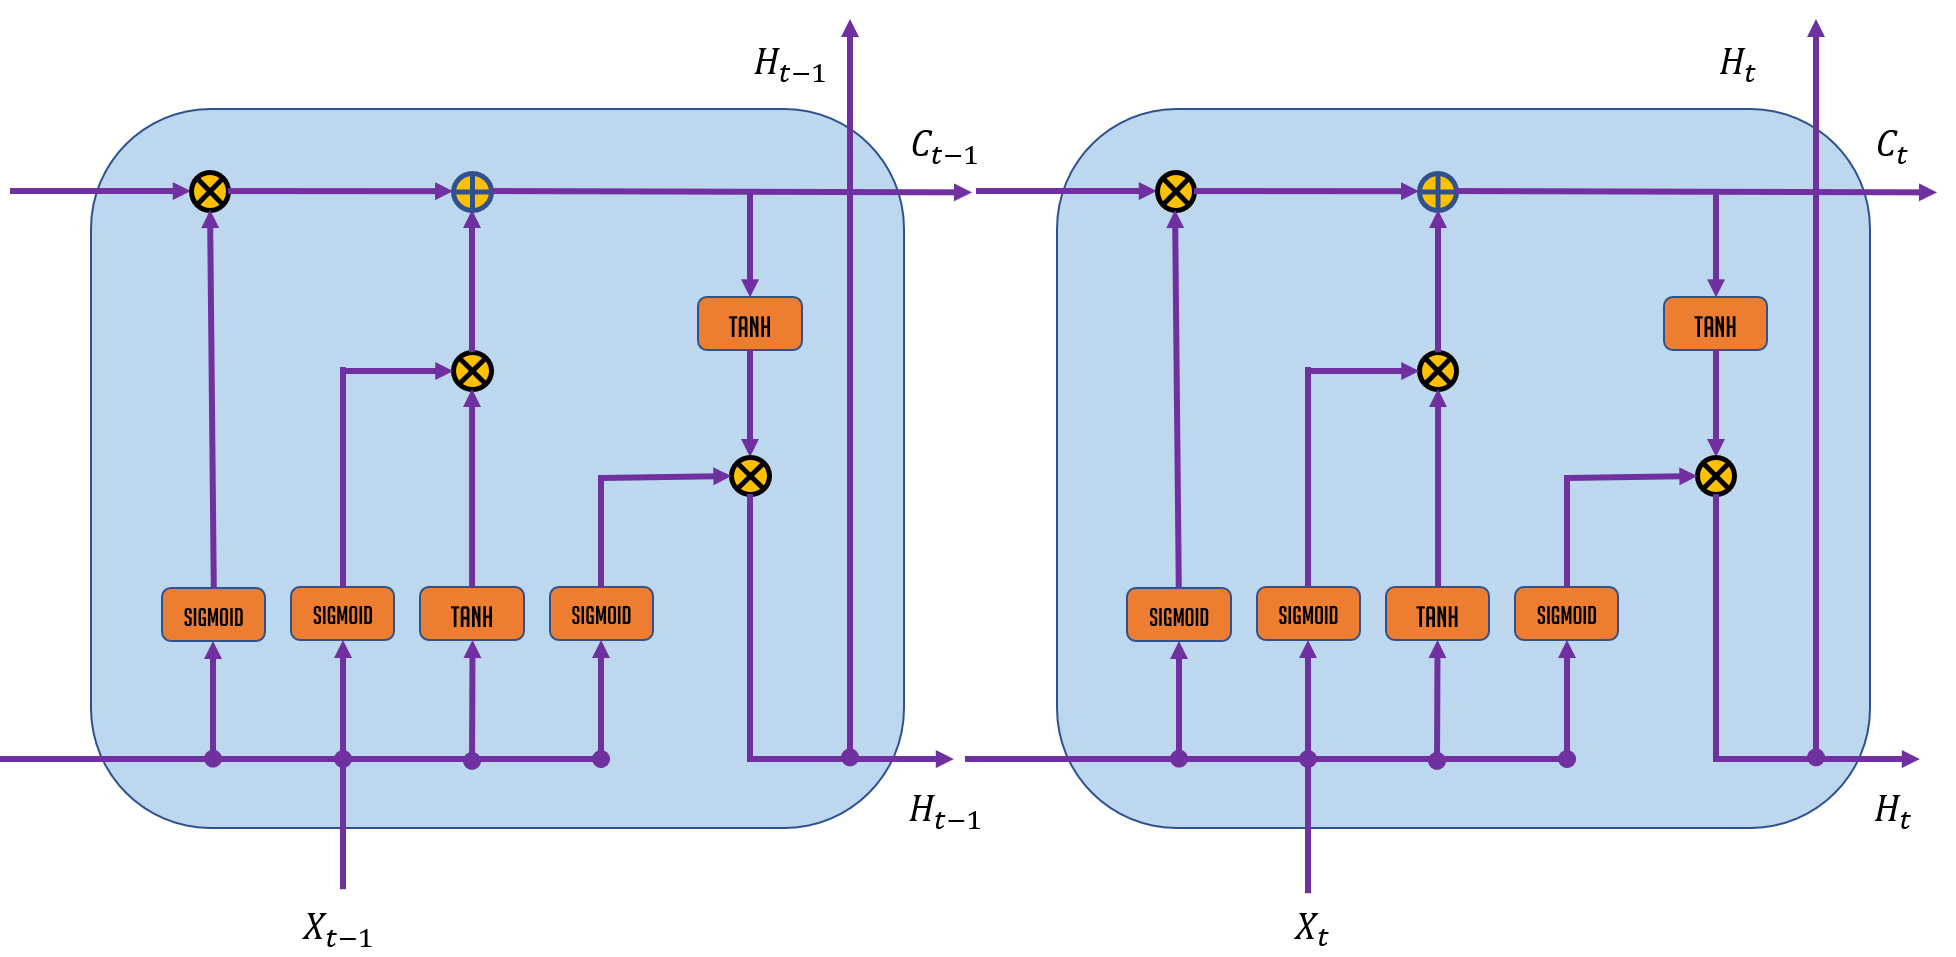 H_{t-1}
H_t
C_{t-1}
C_t
TANH
TANH
SIGMOID SIGMOID TANH SIGMOID
SIGMOID SIGMOID TANH SIGMOID
H_{t-1}
H_t
X_{t-1}
X_t